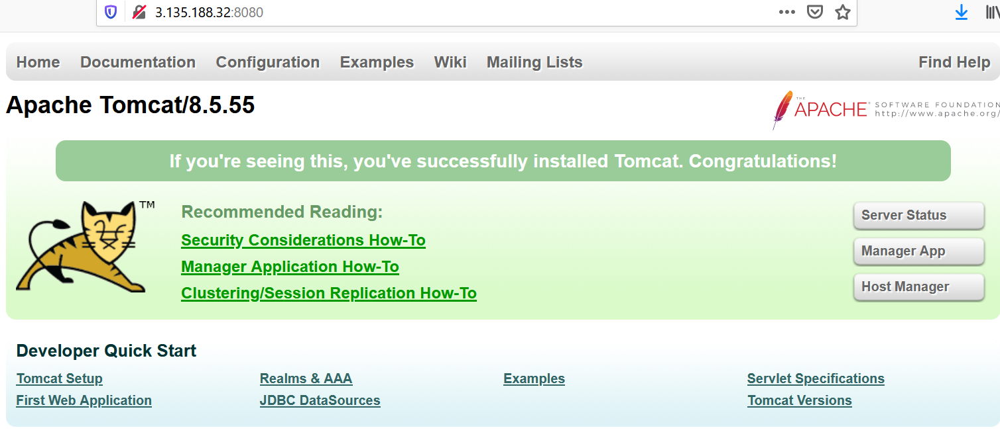 3.135.188.32:8080
Home Documentation Configuration Examples Wiki Mailing Lists Find Help
Apache Tomcat/8.5.55
THE APACHE® SOFTWARE FOUNDATION
http://www.apache.org/
If you're seeing this, you've successfully installed Tomcat. Congratulations!
TM
Recommended Reading:
Security Considerations How-To
Manager Application How-To
Clustering/Session Replication How-To
Server Status
Manager App
Host Manager
Developer Quick Start
Tomcat Setup
First Web Application
Realms & AAA
JDBC DataSources
Examples
Servlet Specifications
Tomcat Versions